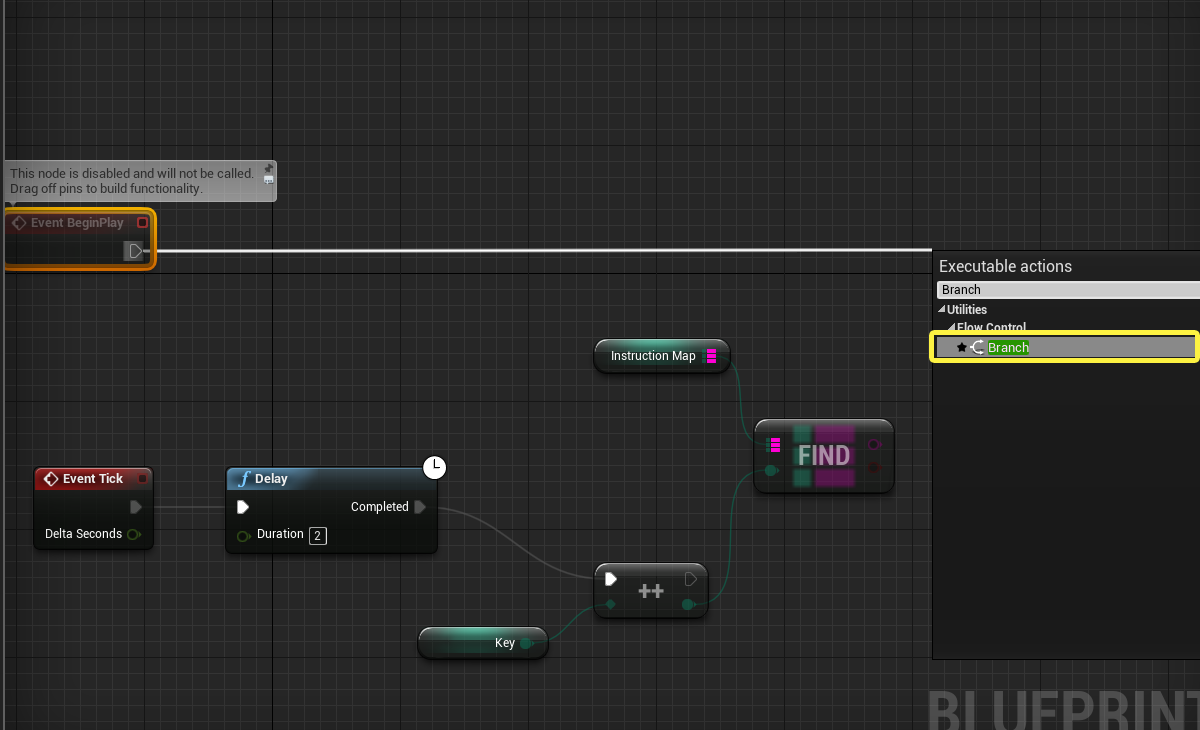 This node is disabled and will not be called.
Drag off pins to build functionality.
Event BeginPlay
Executable actions
Branch
Utilities
Flow Control
Branch
Instruction Map
FIND
Event Tick
Delta Seconds
f Delay
Completed
Duration 2
++
Key
BLUEPRINT